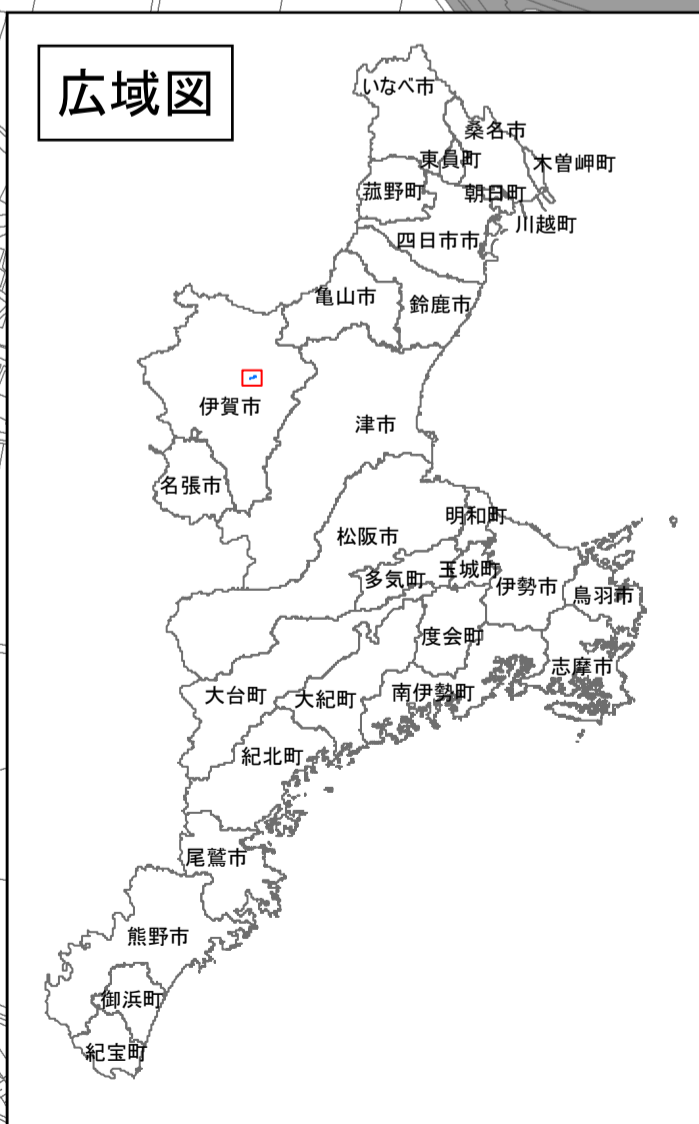 広域図
いなべ市
桑名市
東員町
木曽岬町
菰野町
朝日町
川越町
四日市市
亀山市
鈴鹿市
伊賀市
津市
名張市
明和町
松阪市
多気町
玉城町
伊勢市
鳥羽市
度会町
志摩市
大台町
大紀町
南伊勢町
紀北町
尾鷲市
熊野市
御浜町
紀宝町